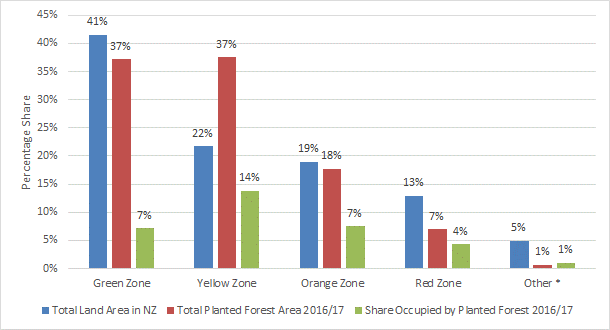 45%
40%
35%
30%
25%
20%
15%
10%
5%
0%
Percentage Share
41%
37%
7%
22%
37%
14%
19%
18%
7%
13%
7%
4%
5%
1%
1%
Green Zone
Yellow Zone
Orange Zone
Red Zone
Other *
Total Land Area in NZ
Total Planted Forest Area 2016/17
Share Occupied by Planted Forest 2016/17